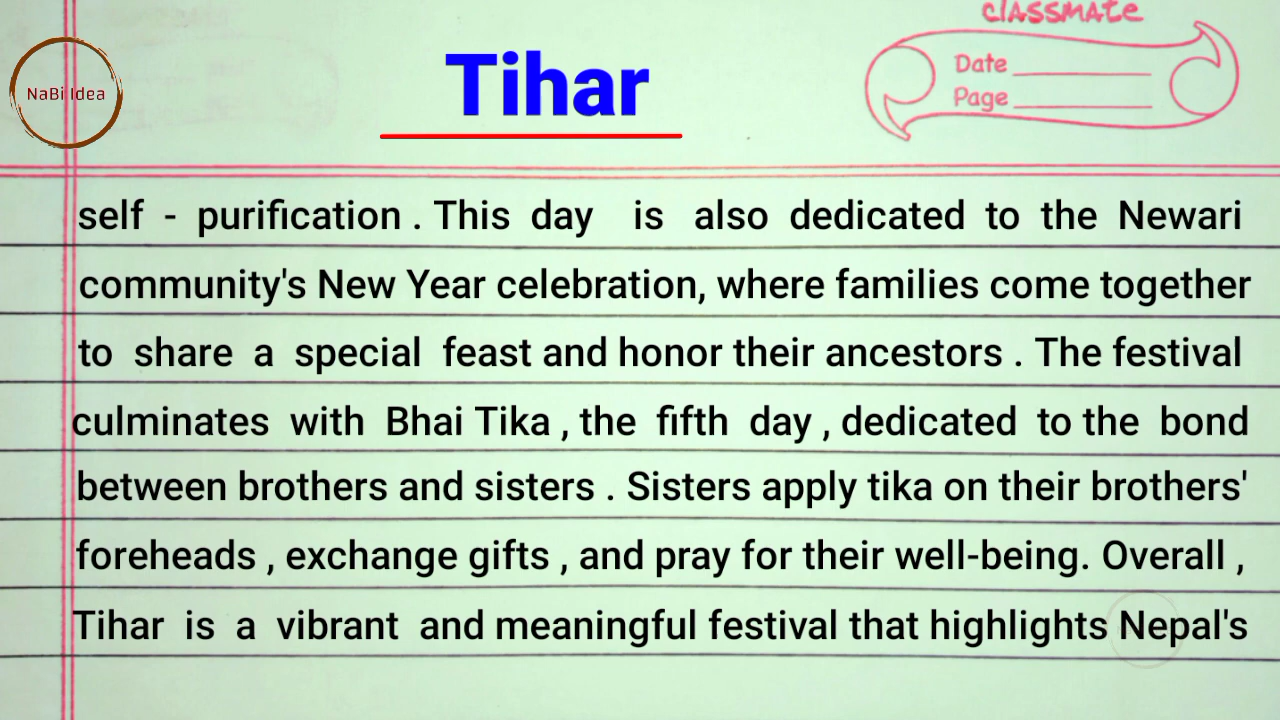 classmate
NaBi Idea
Tihar
Date
Page
self - purification . This day is also dedicated to the Newari
community's New Year celebration, where families come together
to share a special feast and honor their ancestors . The festival
culminates with Bhai Tika , the fifth day , dedicated to the bond
between brothers and sisters . Sisters apply tika on their brothers'
foreheads , exchange gifts , and pray for their well-being. Overall ,
Tihar is a vibrant and meaningful festival that highlights Nepal's